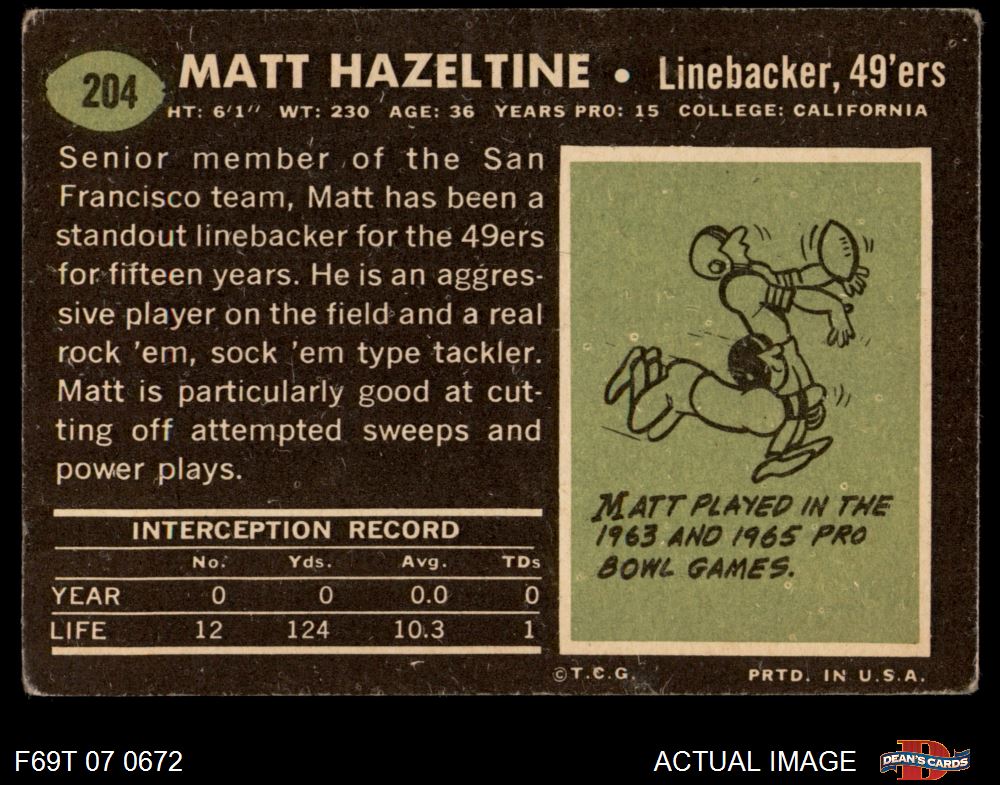 204
MATT HAZELTINE • Linebacker, 49'ers
HT: 6'1'' WT: 230 AGE: 36 YEARS PRO: 15 COLLEGE: CALIFORNIA
Senior member of the San
Francisco team, Matt has been a
standout linebacker for the 49ers
for fifteen years. He is an aggres-
sive player on the field and a real
rock 'em, sock 'em type tackler.
Matt is particularly good at cut-
ting off attempted sweeps and
power plays.
INTERCEPTION RECORD
No. Yds. Avg. TDs
YEAR 0 0 0.0 0
LIFE 12 124 10.3 1
MATT PLAYED IN THE
1963 AND 1965 PRO
BOWL GAMES.
©T.C.G. PRTD. IN U.S.A.
F69T 07 0672
ACTUAL IMAGE
D
DEAN'S CARDS